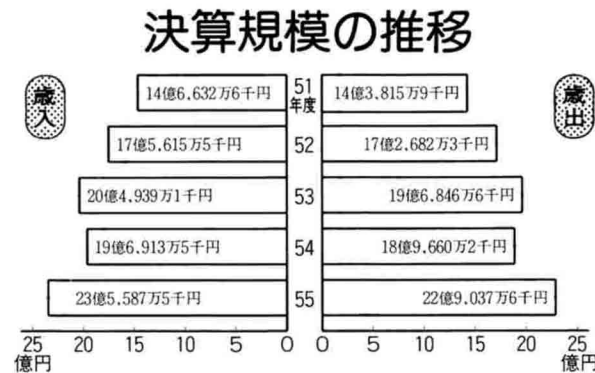 決算規模の推移
歳入
歳出
14億6.632万6千円 51年度 14億3.815万9千円
17億5.615万5千円 52 17億2.682万3千円
20億4.939万1千円 53 19億6.846万6千円
19億6.913万5千円 54 18億9.660万2千円
23億5.587万5千円 55 22億9.037万6千円
25 20 15 10 5 0 0 5 10 15 20 25
億円 億円